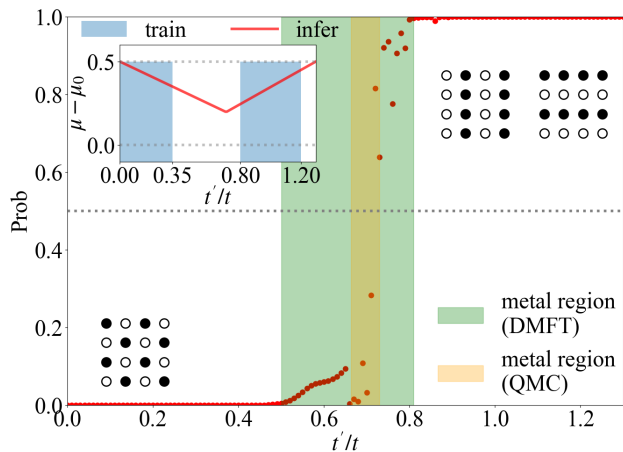 train
infer
μ − μ₀
0.5
0.0
0.00
0.35
0.80
1.20
t′/t
Prob
1.0
0.8
0.6
0.4
0.2
0.0
metal region
(DMFT)
metal region
(QMC)
0.0
0.2
0.4
0.6
0.8
1.0
1.2
t′/t